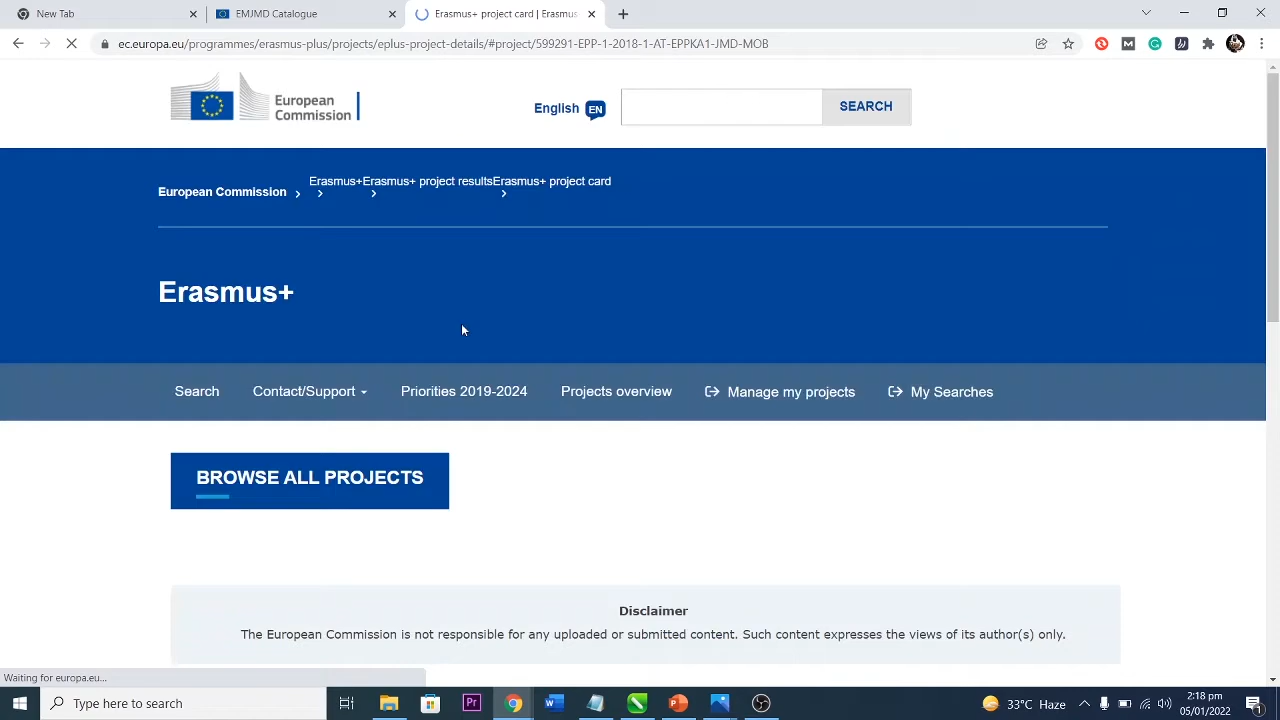 New Tab
EMJMD Catalogue
Erasmus+ project card | Erasmus
ec.europa.eu/programmes/erasmus-plus/projects/eplus-project-details/#project/599291-EPP-1-2018-1-AT-EPPKA1-JMD-MOB
European
Commission
English EN
SEARCH
European Commission
Erasmus+Erasmus+ project resultsErasmus+ project card
Erasmus+
Search
Contact/Support
Priorities 2019-2024
Projects overview
Manage my projects
My Searches
BROWSE ALL PROJECTS
Disclaimer
The European Commission is not responsible for any uploaded or submitted content. Such content expresses the views of its author(s) only.
Waiting for europa.eu...
Type here to search
Pr
33°C Haze
2:18 pm
05/01/2022
1